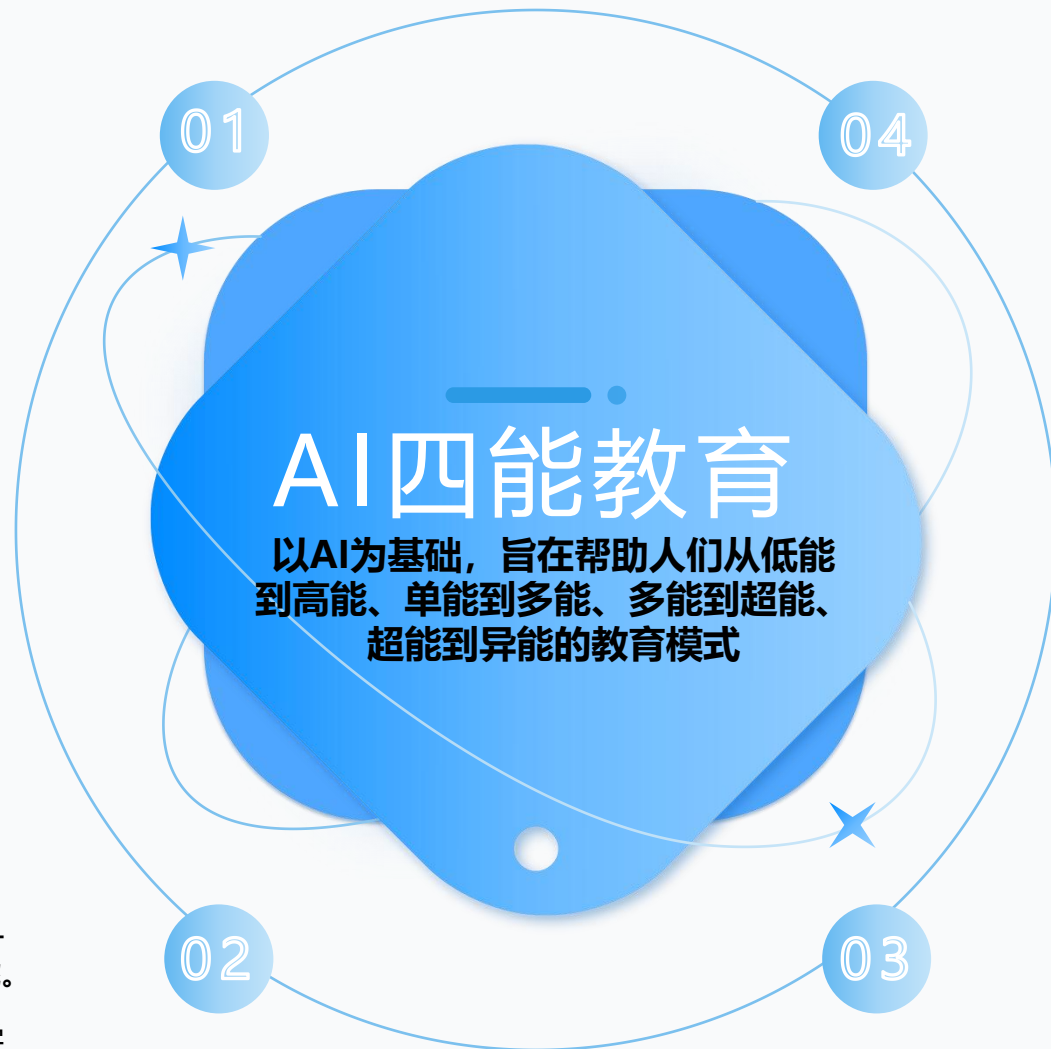 01
04
AI四能教育
以AI为基础，旨在帮助人们从低能
到高能、单能到多能、多能到超能、
超能到异能的教育模式
02
03